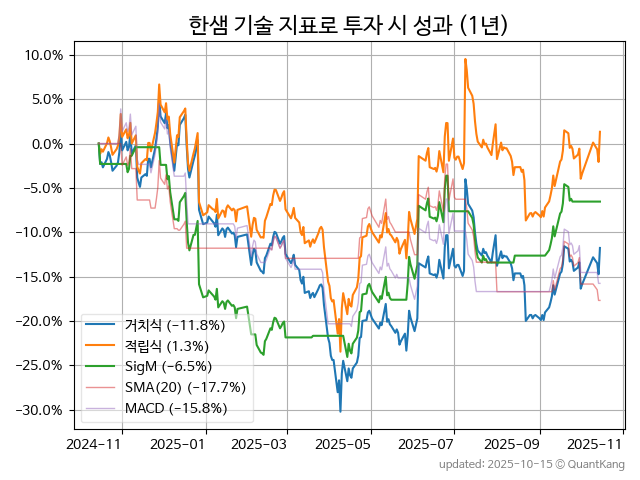 한샘 기술 지표로 투자 시 성과 (1년)
10.0%
5.0%
0.0%
−5.0%
−10.0%
−15.0%
−20.0%
−25.0%
−30.0%
거치식 (−11.8%)
적립식 (1.3%)
SigM (−6.5%)
SMA(20) (−17.7%)
MACD (−15.8%)
2024-11 2025-01 2025-03 2025-05 2025-07 2025-09 2025-11
updated: 2025-10-15 ⓒ QuantKang